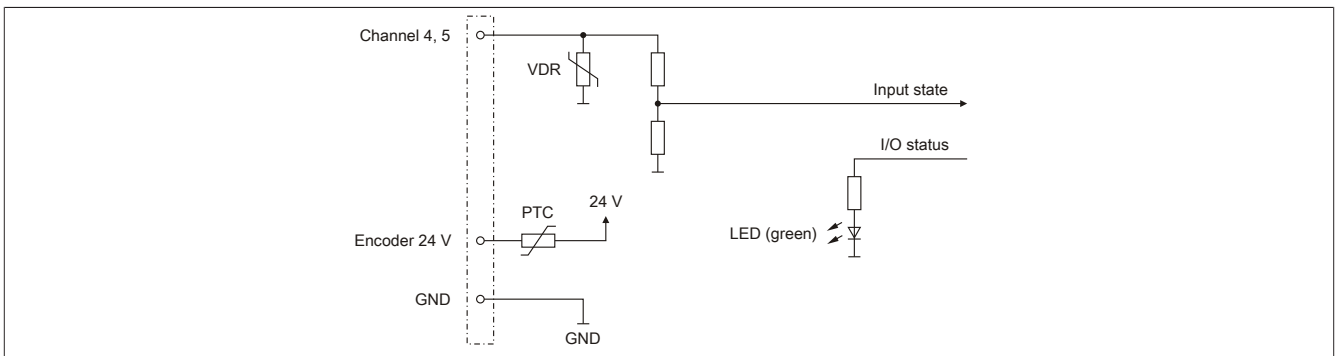 Channel 4, 5
VDR
Input state
I/O status
24 V
PTC
LED (green)
Encoder 24 V
GND
GND